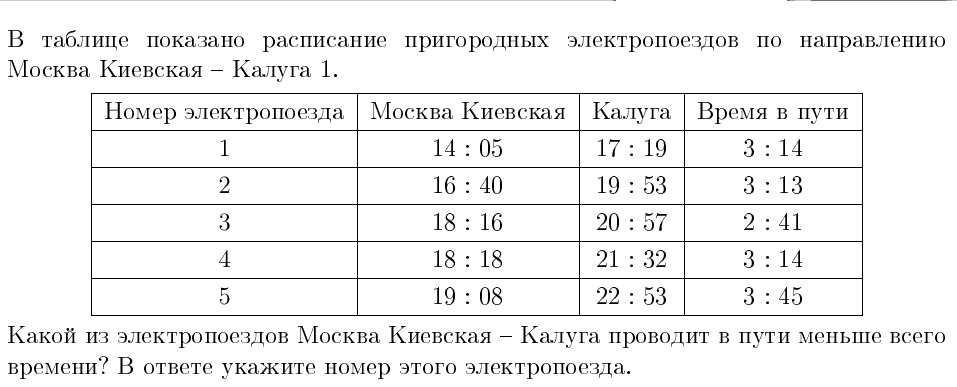 В таблице показано расписание пригородных электропоездов по направлению
Москва Киевская – Калуга 1.
Номер электропоезда Москва Киевская Калуга Время в пути
1 14 : 05 17 : 19 3 : 14
2 16 : 40 19 : 53 3 : 13
3 18 : 16 20 : 57 2 : 41
4 18 : 18 21 : 32 3 : 14
5 19 : 08 22 : 53 3 : 45
Какой из электропоездов Москва Киевская – Калуга проводит в пути меньше всего
времени? В ответе укажите номер этого электропоезда.